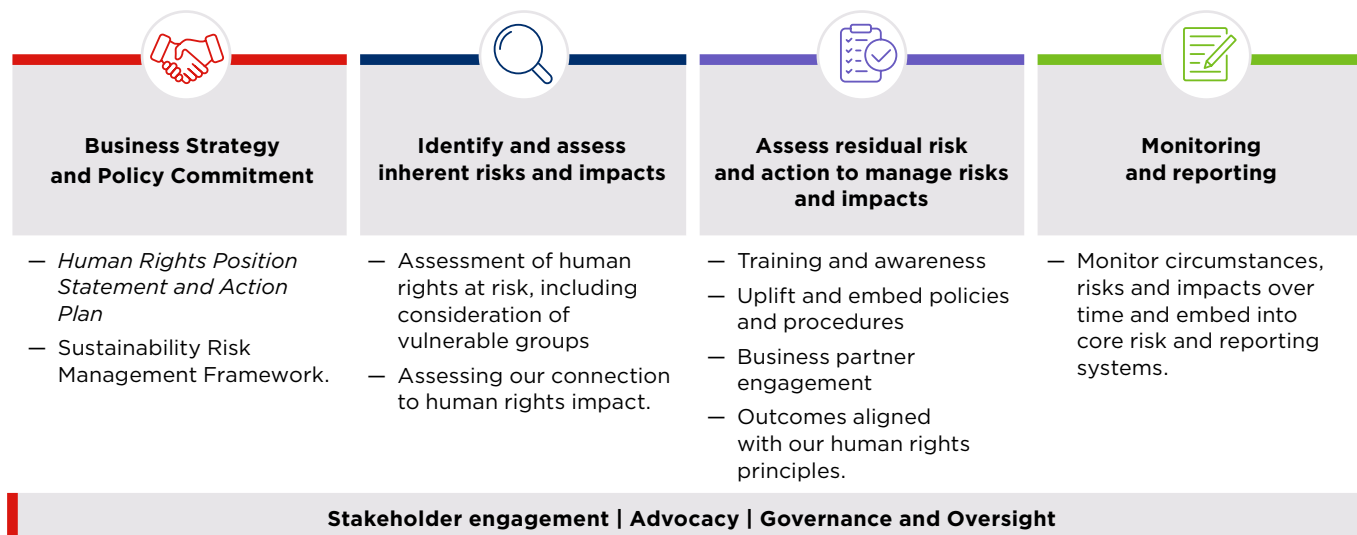 Business Strategy
and Policy Commitment
— Human Rights Position
Statement and Action
Plan
— Sustainability Risk
Management Framework.
Identify and assess
inherent risks and impacts
— Assessment of human
rights at risk, including
consideration of
vulnerable groups
— Assessing our connection
to human rights impact.
Assess residual risk
and action to manage risks
and impacts
— Training and awareness
— Uplift and embed policies
and procedures
— Business partner
engagement
— Outcomes aligned
with our human rights
principles.
Monitoring
and reporting
— Monitor circumstances,
risks and impacts over
time and embed into
core risk and reporting
systems.
Stakeholder engagement | Advocacy | Governance and Oversight